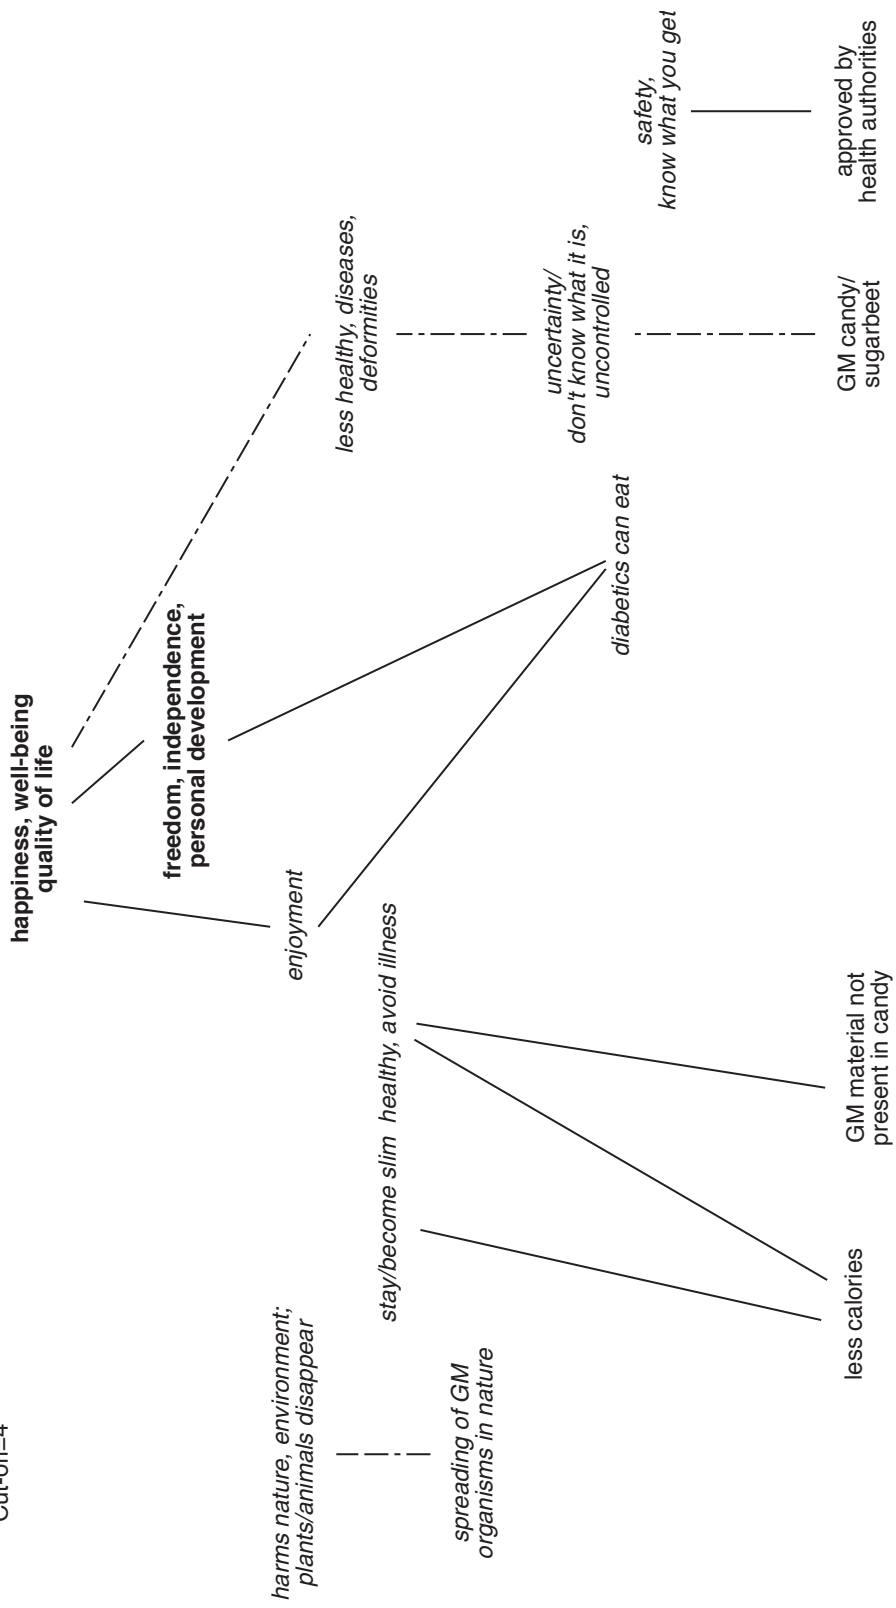 Cut-off=4
happiness, well-being
quality of life
freedom, independence,
personal development
harms nature, environment;
plants/animals disappear
enjoyment
less healthy, diseases,
deformities
stay/become slim
healthy, avoid illness
spreading of GM
organisms in nature
uncertainty/
don't know what it is,
uncontrolled
diabetics can eat
safety,
know what you get
less calories
GM material not
present in candy
GM candy/
sugarbeet
approved by
health authorities